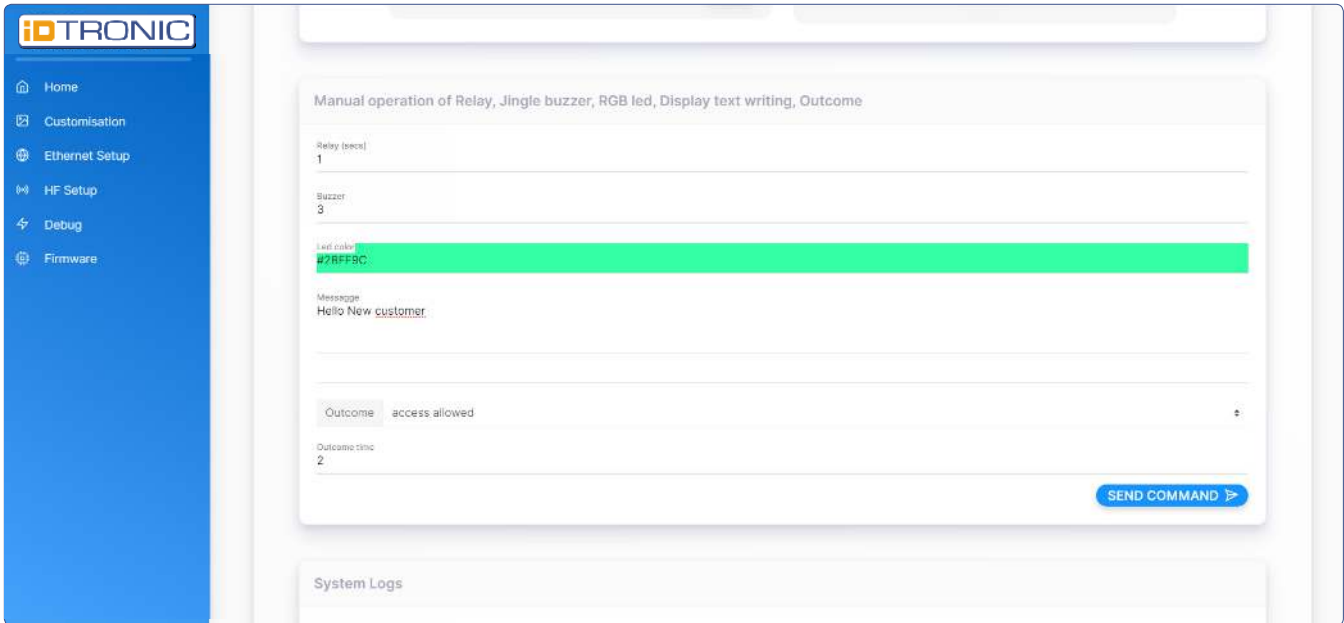 iDTRONIC
Home
Customisation
Ethernet Setup
HF Setup
Debug
Firmware
Manual operation of Relay, Jingle buzzer, RGB led, Display text writing, Outcome
Relay (secs)
1
Buzzer
3
Led color
#2BFF9C
Messagge
Hello New customer
Outcome access allowed
Outcome time
2
SEND COMMAND
System Logs